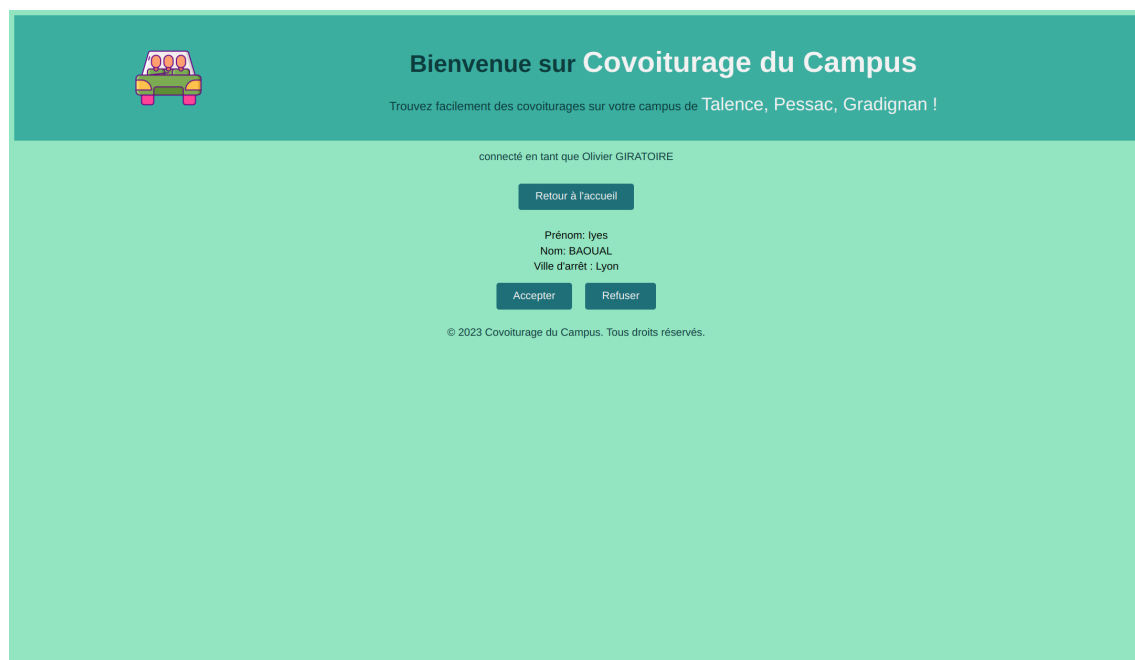 Bienvenue sur Covoiturage du Campus
Trouvez facilement des covoiturages sur votre campus de Talence, Pessac, Gradignan !
connecté en tant que Olivier GIRATOIRE
Retour à l'accueil
Prénom: Iyes
Nom: BAOUAL
Ville d'arrêt : Lyon
Accepter Refuser
© 2023 Covoiturage du Campus. Tous droits réservés.